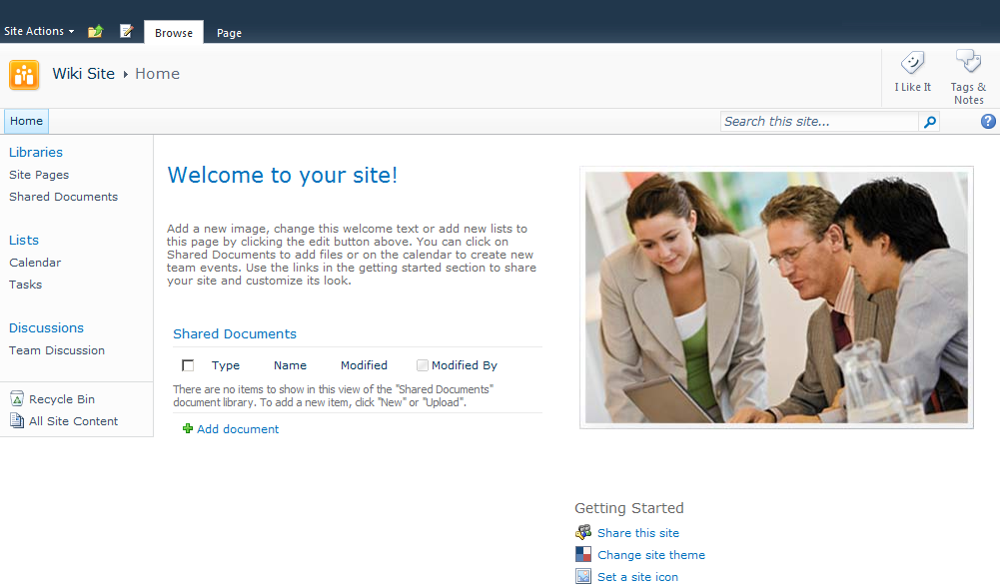 Site Actions
Browse
Page
Wiki Site Home
I Like It
Tags &
Notes
Home
Search this site...
?
Libraries
Site Pages
Shared Documents
Lists
Calendar
Tasks
Discussions
Team Discussion
Recycle Bin
All Site Content
Welcome to your site!
Add a new image, change this welcome text or add new lists to
this page by clicking the edit button above. You can click on
Shared Documents to add files or on the calendar to create new
team events. Use the links in the getting started section to share
your site and customize its look.
Shared Documents
Type Name Modified Modified By
There are no items to show in this view of the "Shared Documents"
document library. To add a new item, click "New" or "Upload".
Add document
Getting Started
Share this site
Change site theme
Set a site icon